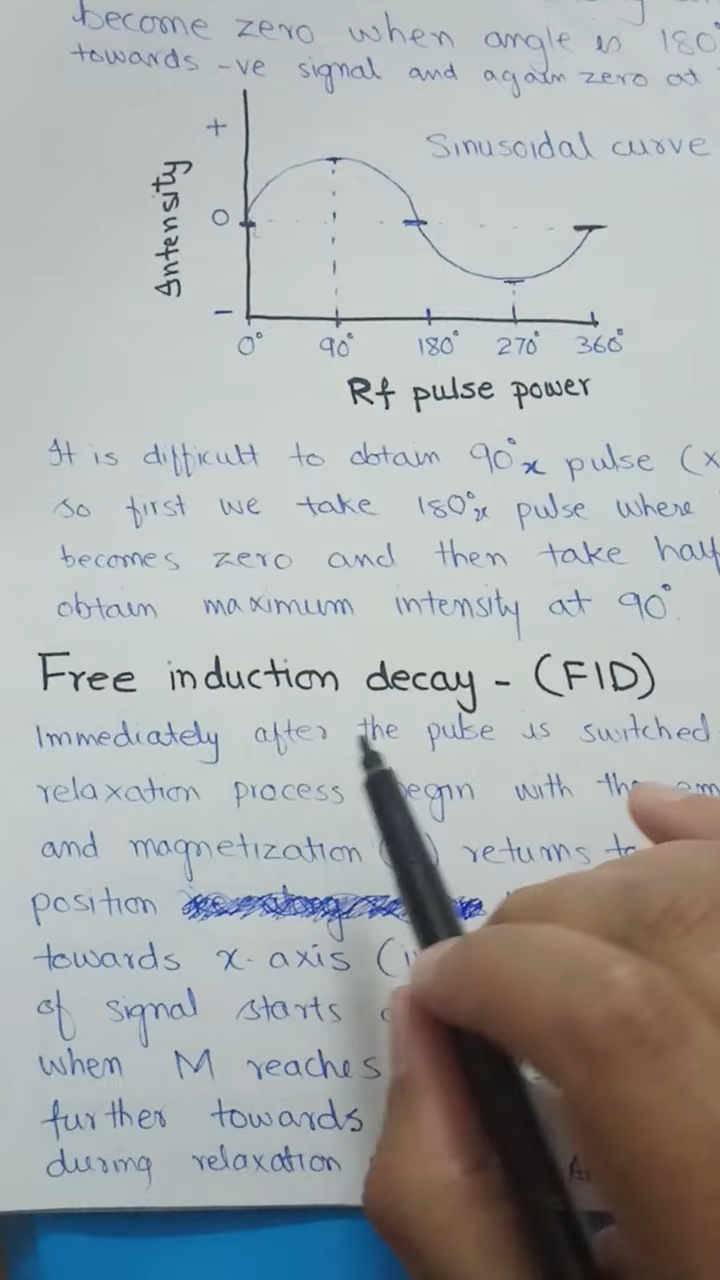 become zero when angle is 180°
towards -ve signal and again zero at
+
Sinusoidal curve
Intensity
0
-
0° 90° 180° 270° 360°
Rf pulse power
It is difficult to obtain 90°x pulse (x
so first we take 180°x pulse where
becomes zero and then take half
obtain maximum intensity at 90°.
Free induction decay - (FID)
Immediately after the pulse is switched
relaxation process begin with the em
and magnetization returns to
position
towards x-axis (
of signal starts
when M reaches
further towards
during relaxation